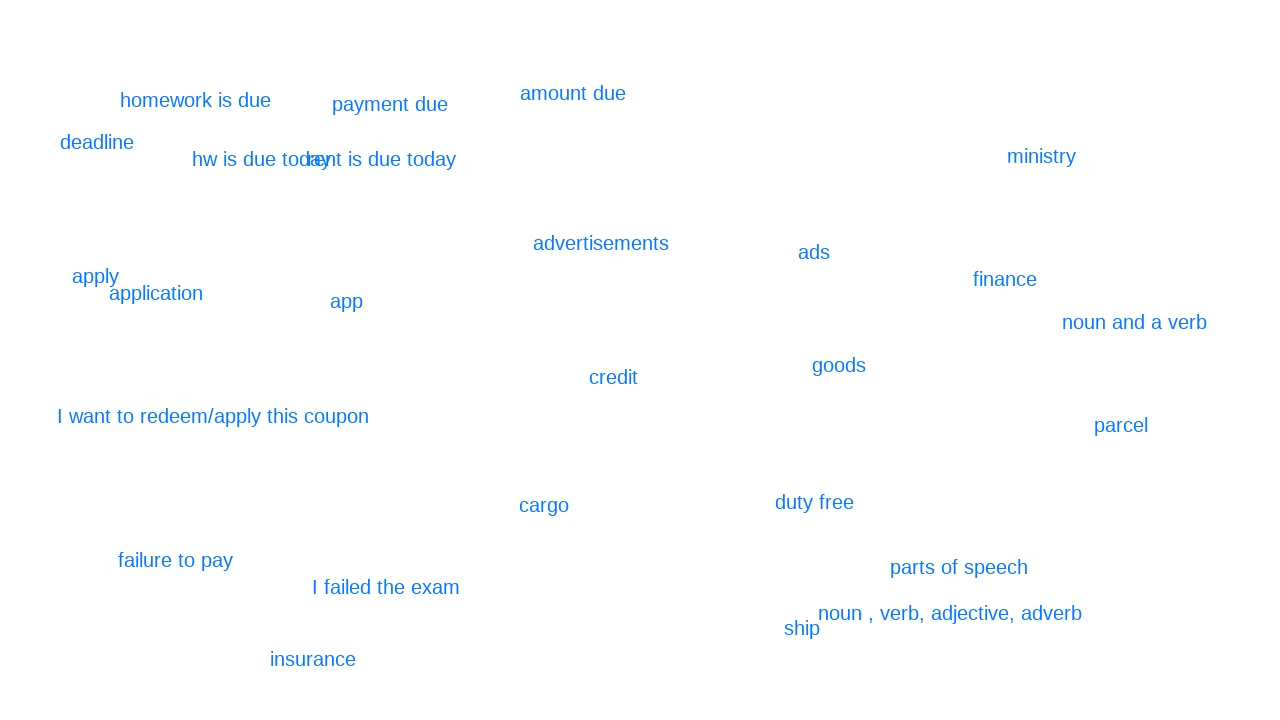 amount due
homework is due
payment due
deadline
hw is due today
rent is due today
ministry
advertisements
ads
apply
finance
application
app
noun and a verb
goods
credit
I want to redeem/apply this coupon
parcel
duty free
cargo
failure to pay
parts of speech
I failed the exam
noun , verb, adjective, adverb
ship
insurance